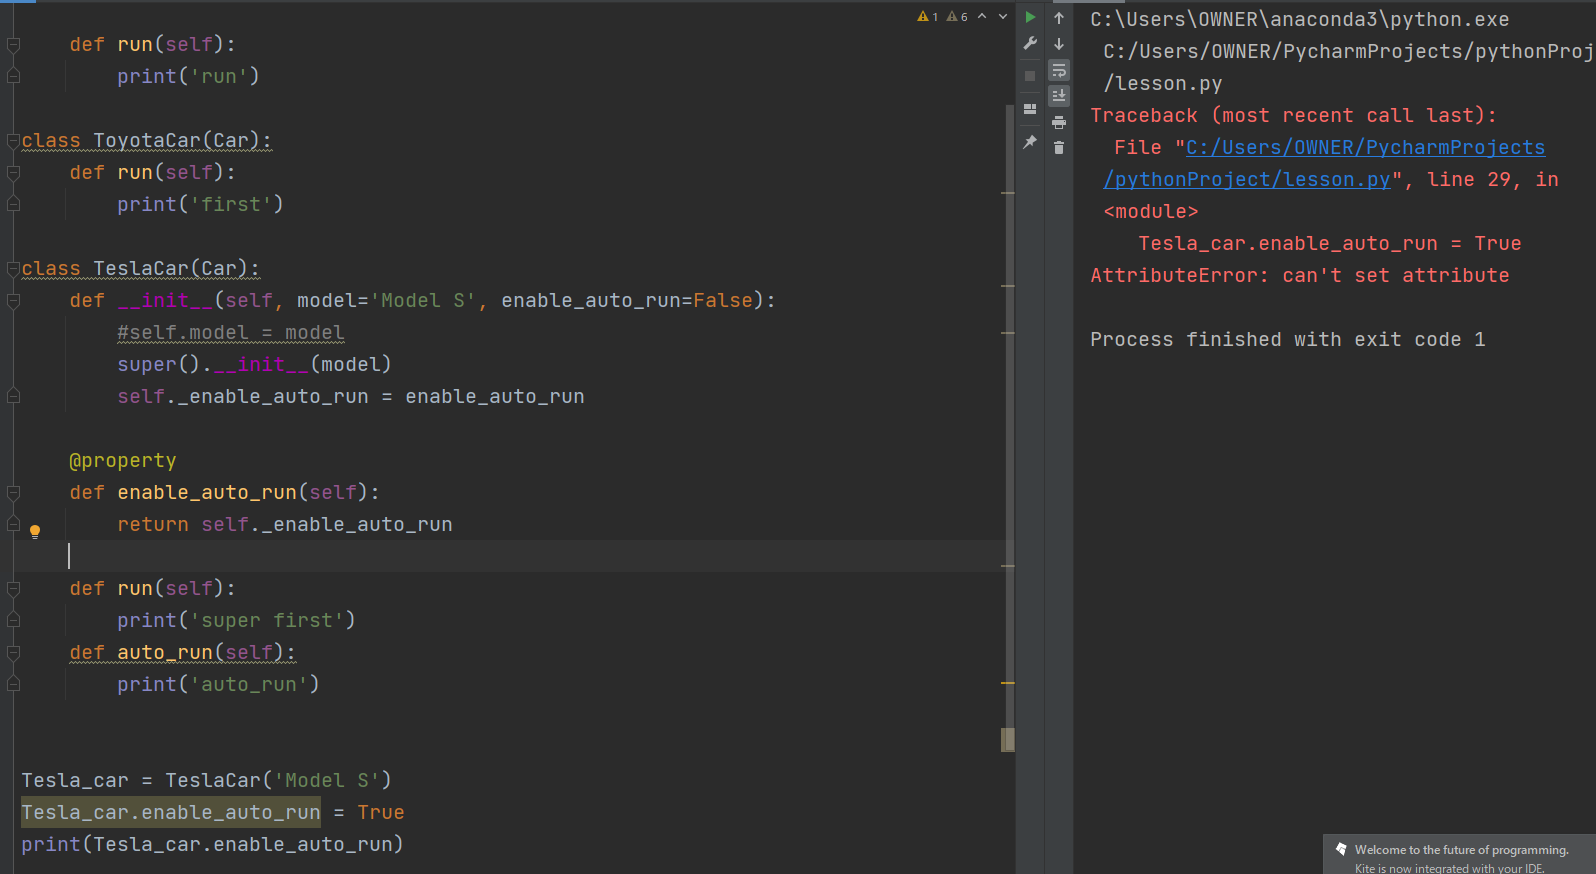 1 6
def run(self):
print('run')
class ToyotaCar(Car):
def run(self):
print('first')
class TeslaCar(Car):
def __init__(self, model='Model S', enable_auto_run=False):
#self.model = model
super().__init__(model)
self._enable_auto_run = enable_auto_run
@property
def enable_auto_run(self):
return self._enable_auto_run
def run(self):
print('super first')
def auto_run(self):
print('auto_run')
Tesla_car = TeslaCar('Model S')
Tesla_car.enable_auto_run = True
print(Tesla_car.enable_auto_run)
C:\Users\OWNER\anaconda3\python.exe
C:/Users/OWNER/PycharmProjects/pythonProj
/lesson.py
Traceback (most recent call last):
File "C:/Users/OWNER/PycharmProjects
/pythonProject/lesson.py", line 29, in
<module>
Tesla_car.enable_auto_run = True
AttributeError: can't set attribute
Process finished with exit code 1
Welcome to the future of programming.
Kite is now integrated with your IDE.